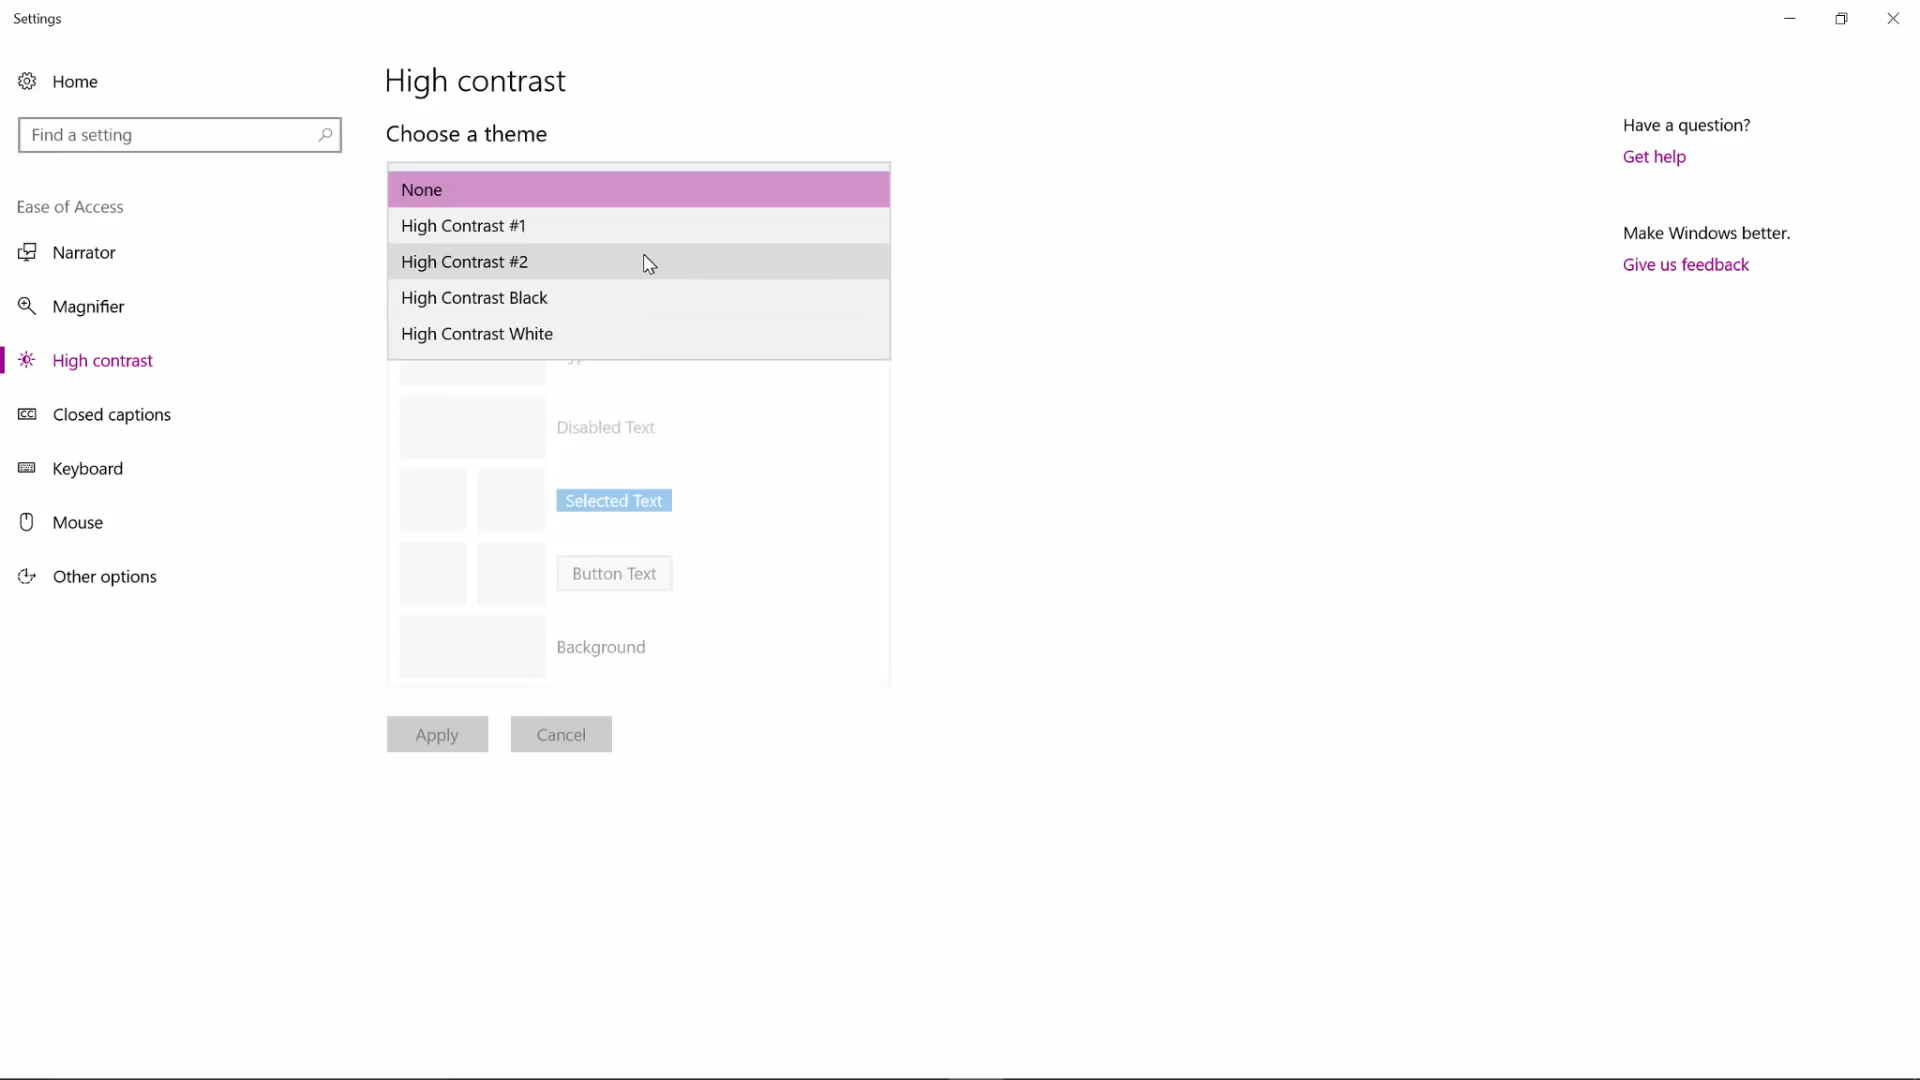 Settings
Home
Find a setting
Ease of Access
Narrator
Magnifier
High contrast
Closed captions
Keyboard
Mouse
Other options
High contrast
Choose a theme
None
High Contrast #1
High Contrast #2
High Contrast Black
High Contrast White
Disabled Text
Selected Text
Button Text
Background
Apply
Cancel
Have a question?
Get help
Make Windows better.
Give us feedback